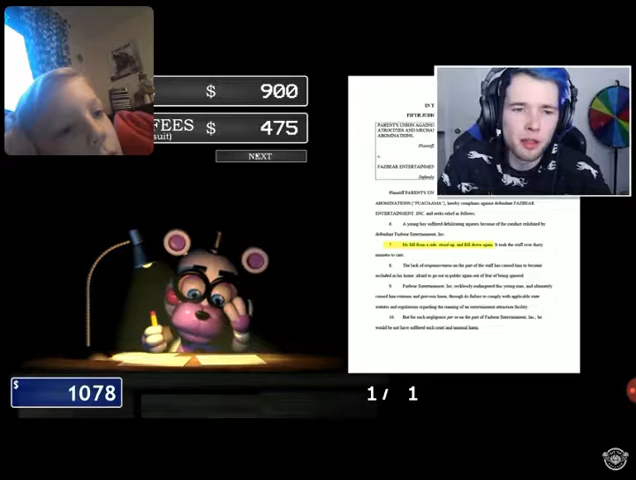 $ 900
FEES $ 475
suit)
NEXT
IN T
FIFTH JUD
PARENT'S UNION AGAINS
ATROCITIES AND MECHA
ABOMINATIONS,
Plaintiff
v.
FAZBEAR ENTERTAINMEN
Defenda
Plaintiff PARENT'S UN
ABOMINATIONS ("PUAUAAMA"), hereby complains against defendant FAZBEAR
ENTERTAINMENT, INC. and seeks relief as follows:
6. A young boy suffered debilitating injuries because of the conduct exhibited by
defendant Fazbear Entertainment, Inc.
7. He fell from a ride, stood up, and fell down again. It took the staff over thirty
minutes to care.
8. The lack of responsiveness on the part of the staff has caused him to become
secluded in his home, afraid to go out in public again out of fear of being ignored.
9. Fazbear Entertainment, Inc. recklessly endangered this young man, and ultimately
caused him extreme and grievous harm, through its failure to comply with applicable state
statutes and regulations regarding the running of an entertainment attraction facility.
10. But for such negligence per se on the part of Fazbear Entertainment, Inc., he
would be not have suffered such cruel and unusual harm.
$ 1078
1 / 1